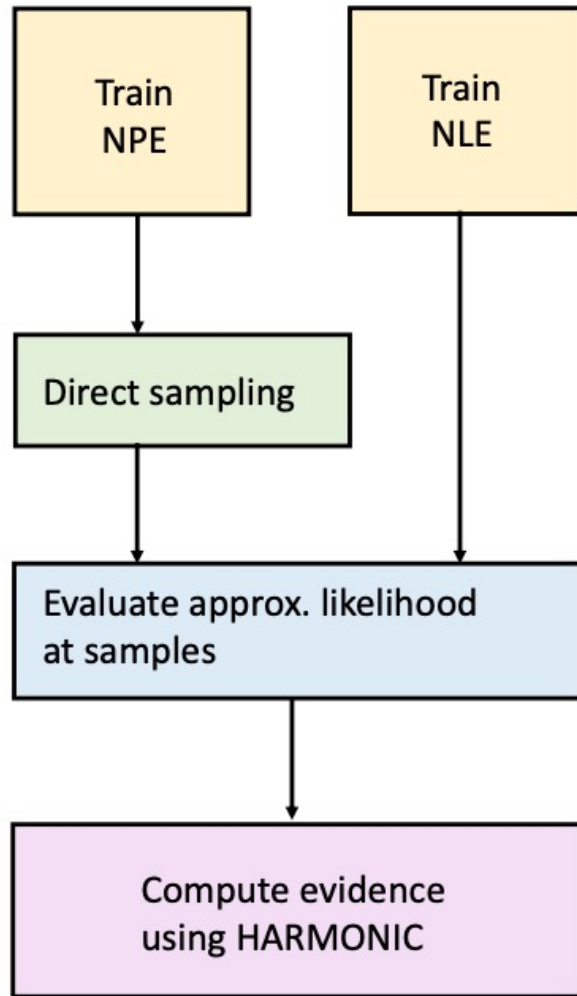 Train
NPE
Train
NLE
Direct sampling
Evaluate approx. likelihood
at samples
Compute evidence
using HARMONIC